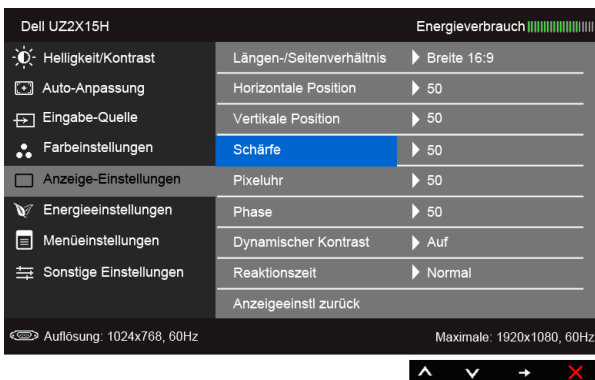 Dell UZ2X15H Energieverbrauch
Helligkeit/Kontrast Längen-/Seitenverhältnis Breite 16:9
Auto-Anpassung Horizontale Position 50
Eingabe-Quelle Vertikale Position 50
Farbeinstellungen Schärfe 50
Anzeige-Einstellungen Pixeluhr 50
Energieeinstellungen Phase 50
Menüeinstellungen Dynamischer Kontrast Auf
Sonstige Einstellungen Reaktionszeit Normal
Anzeigeeinstl zurück
Auflösung: 1024x768, 60Hz Maximale: 1920x1080, 60Hz